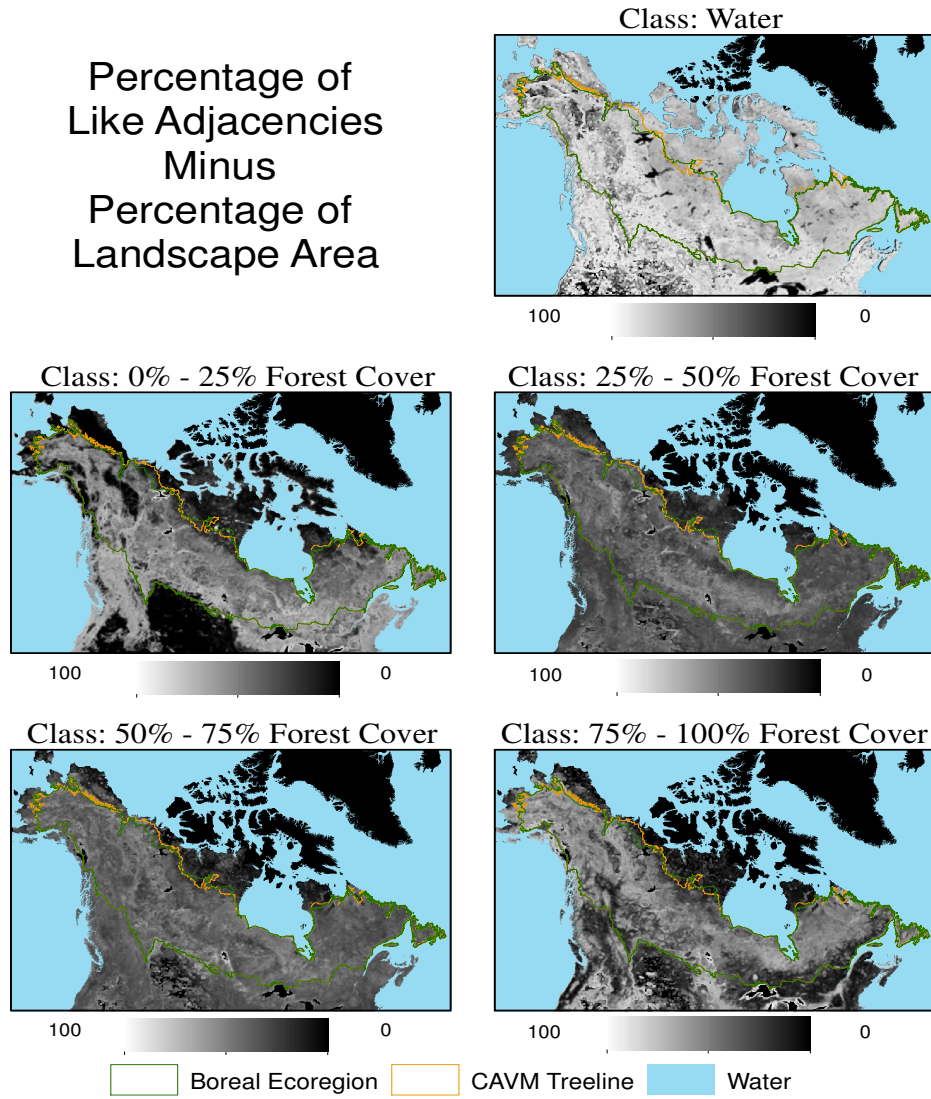 Percentage of
Like Adjacencies
Minus
Percentage of
Landscape Area
Class: Water
100 0
Class: 0% - 25% Forest Cover
Class: 25% - 50% Forest Cover
100 0
100 0
Class: 50% - 75% Forest Cover
Class: 75% - 100% Forest Cover
100 0
100 0
Boreal Ecoregion
CAVM Treeline
Water